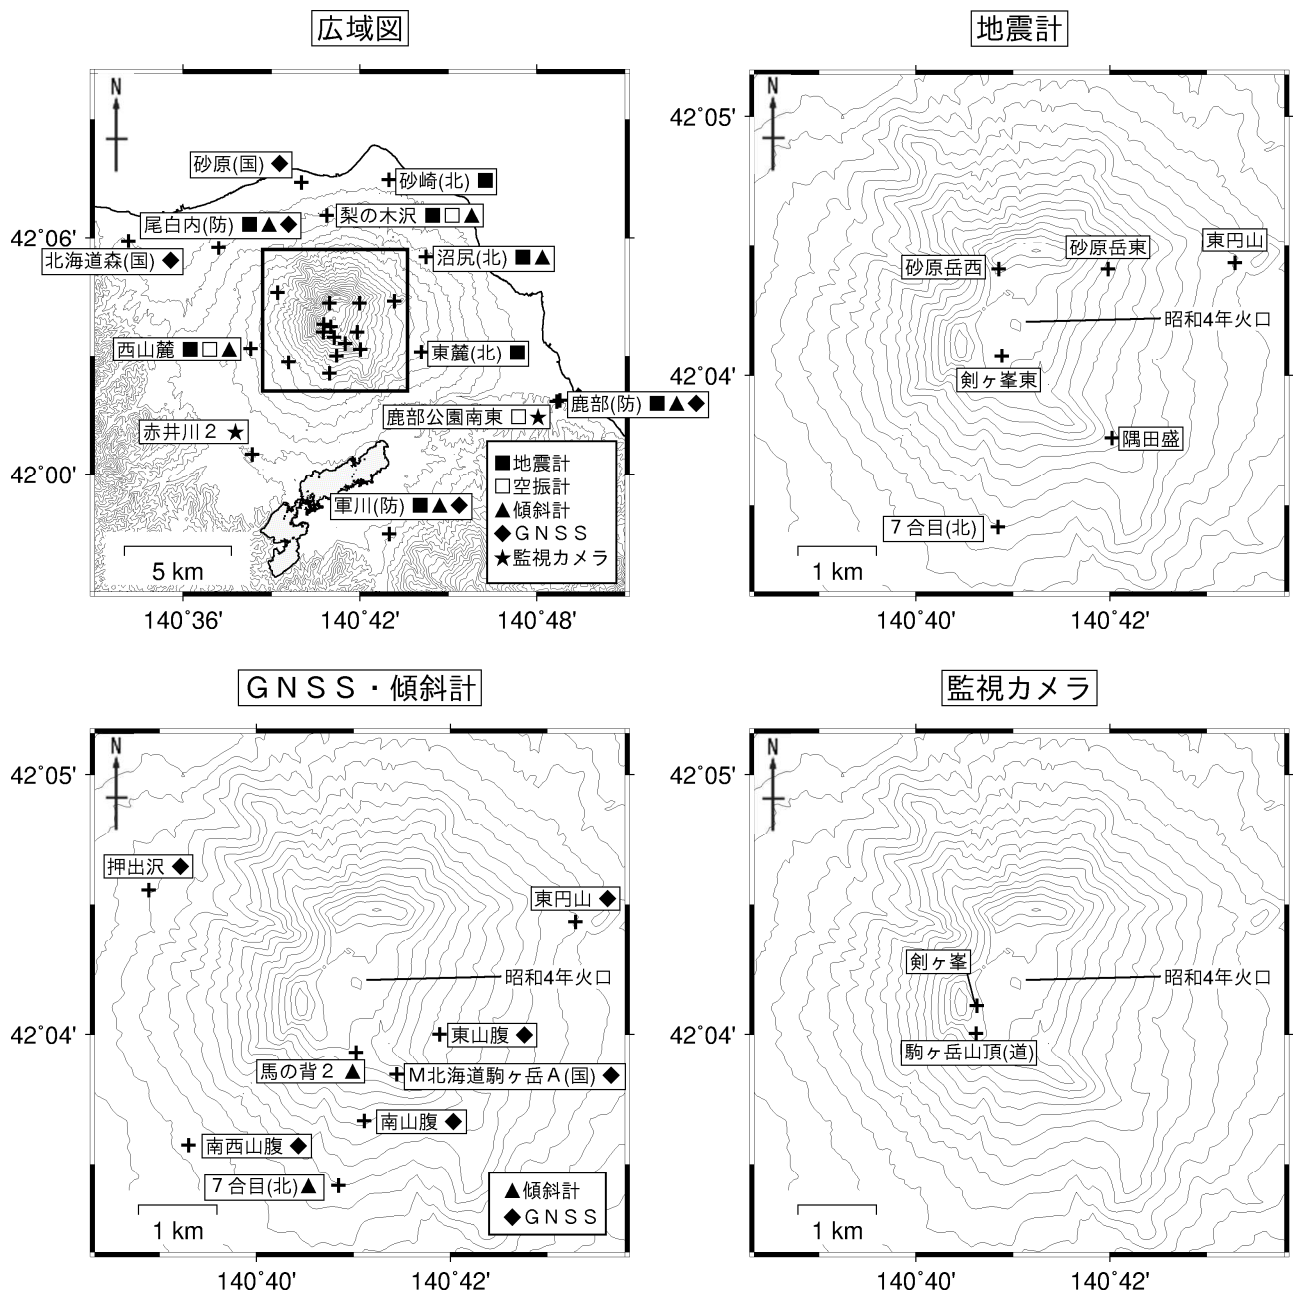 広域図
N
砂原(国) ◆
砂崎(北) ■
尾白内(防) ■▲◆
梨の木沢 ■□▲
42°06'
北海道森(国) ◆
沼尻(北) ■▲
西山麓 ■□▲
東麓(北) ■
鹿部(防) ■▲◆
鹿部公園南東 □★
赤井川2 ★
42°00'
軍川(防) ■▲◆
■地震計
□空振計
▲傾斜計
◆GNSS
★監視カメラ
5 km
140°36'
140°42'
140°48'
地震計
N
42°05'
東円山
砂原岳東
砂原岳西
昭和4年火口
42°04'
剣ヶ峯東
隅田盛
7合目(北)
1 km
140°40'
140°42'
GNSS・傾斜計
N
42°05'
押出沢 ◆
東円山 ◆
昭和4年火口
42°04'
東山腹 ◆
馬の背2 ▲
M北海道駒ヶ岳A(国) ◆
南山腹 ◆
南西山腹 ◆
7合目(北)▲
▲傾斜計
◆GNSS
1 km
140°40'
140°42'
監視カメラ
N
42°05'
剣ヶ峯
昭和4年火口
42°04'
駒ヶ岳山頂(道)
1 km
140°40'
140°42'